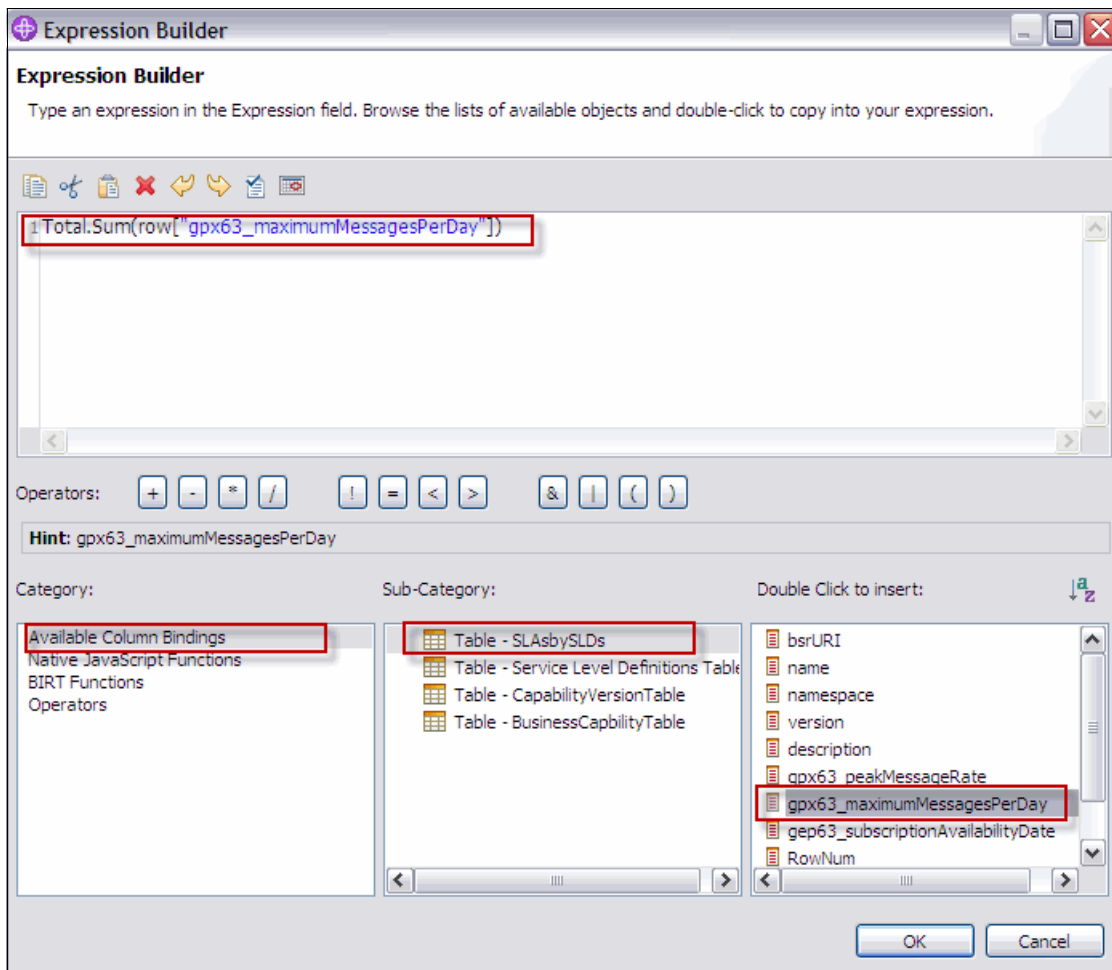 Expression Builder
Expression Builder
Type an expression in the Expression field. Browse the lists of available objects and double-click to copy into your expression.
1 Total.Sum(row["gpx63_maximumMessagesPerDay"])
Operators: + - * / ! = < > & | ( )
Hint: gpx63_maximumMessagesPerDay
Category:
Sub-Category:
Double Click to insert:
Available Column Bindings
Native JavaScript Functions
BIRT Functions
Operators
Table - SLAsbySLDs
Table - Service Level Definitions Table
Table - CapabilityVersionTable
Table - BusinessCapbilityTable
bsrURI
name
namespace
version
description
gpx63_peakMessageRate
gpx63_maximumMessagesPerDay
gep63_subscriptionAvailabilityDate
RowNum
OK
Cancel